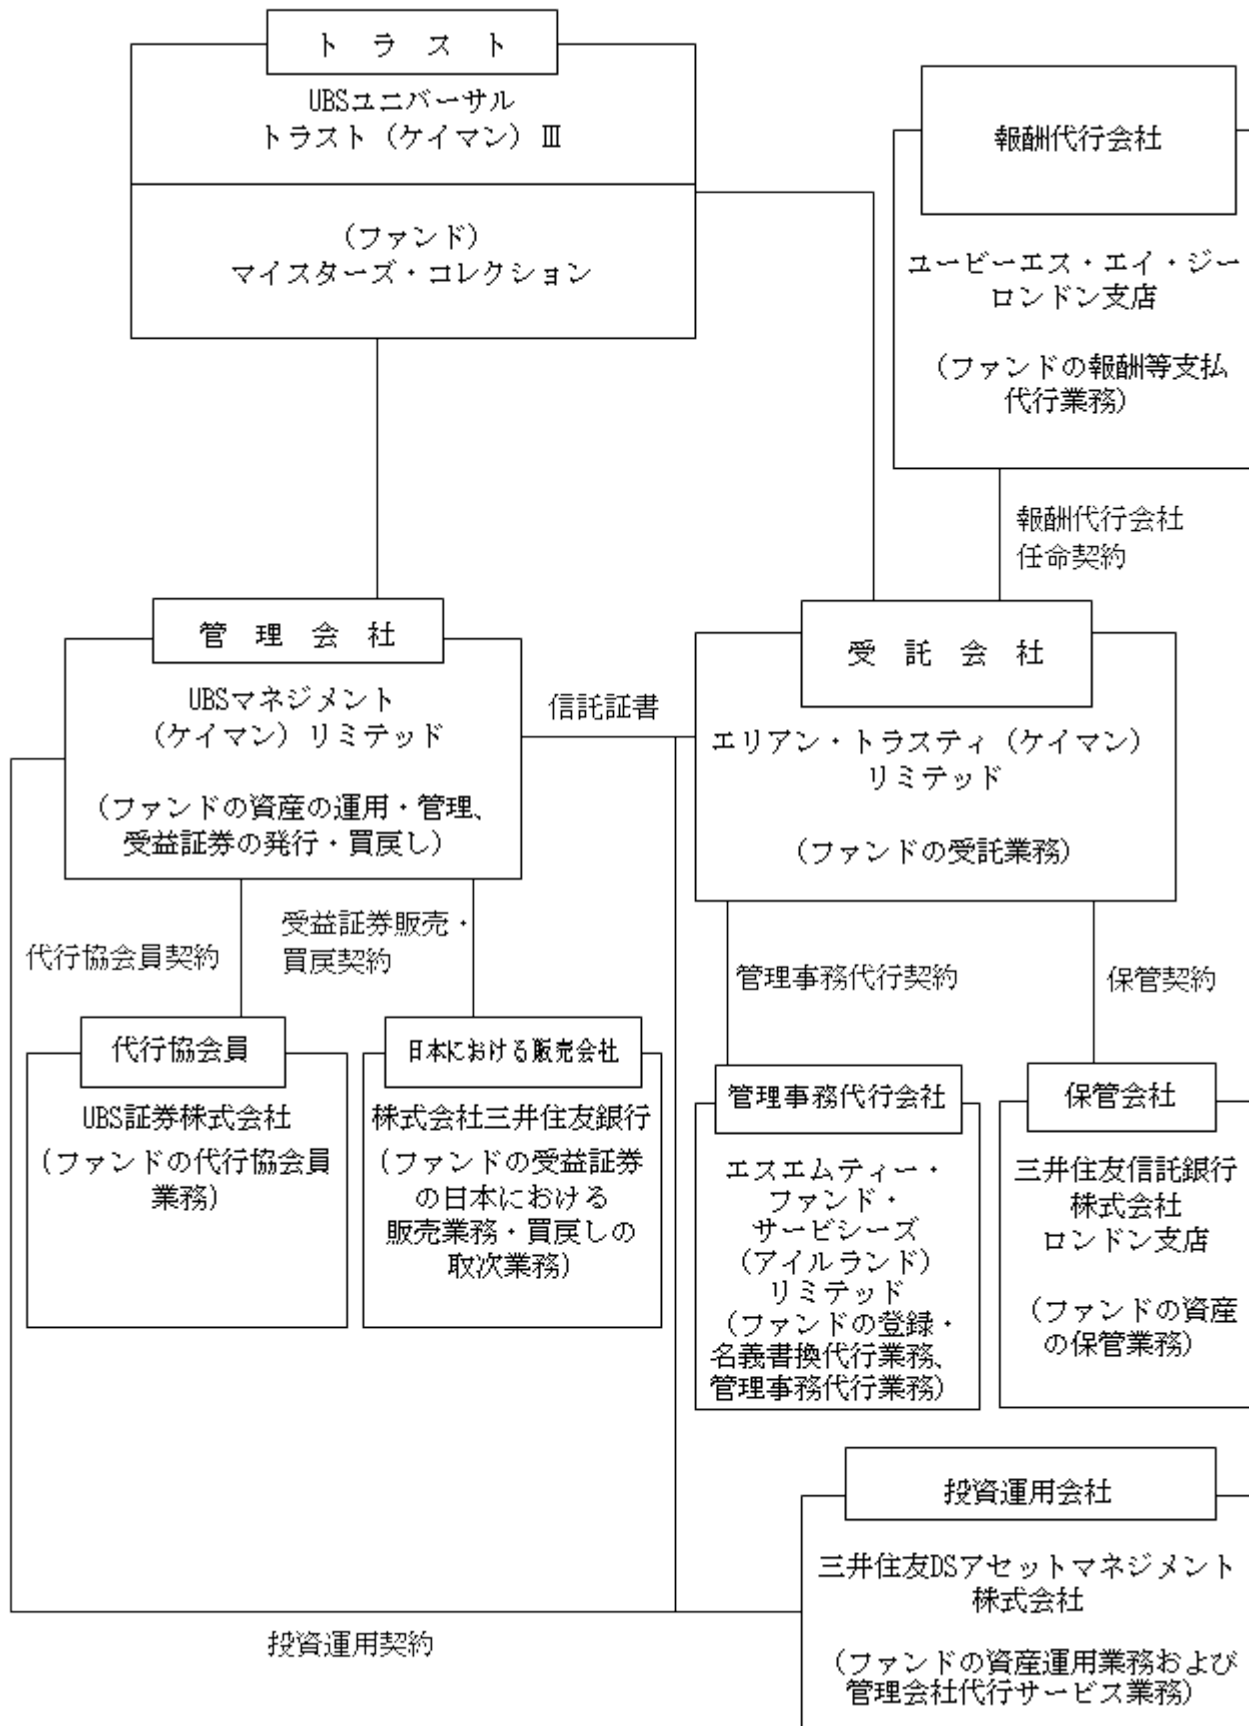 トラスト
UBSユニバーサル
トラスト（ケイマン）Ⅲ
（ファンド）
マイスターズ・コレクション
報酬代行会社
ユービーエス・エイ・ジー
ロンドン支店
（ファンドの報酬等支払
代行業務）
報酬代行会社
任命契約
管理会社
UBSマネジメント
（ケイマン）リミテッド
（ファンドの資産の運用・管理、
受益証券の発行・買戻し）
信託証書
受託会社
エリアン・トラスティ（ケイマン）
リミテッド
（ファンドの受託業務）
代行協会員契約
受益証券販売・
買戻契約
管理事務代行契約
保管契約
代行協会員
UBS証券株式会社
（ファンドの代行協会員
業務）
日本における販売会社
株式会社三井住友銀行
（ファンドの受益証券
の日本における
販売業務・買戻しの
取次業務）
管理事務代行会社
エスエムティー・
ファンド・
サービシーズ
（アイルランド）
リミテッド
（ファンドの登録・
名義書換代行業務、
管理事務代行業務）
保管会社
三井住友信託銀行
株式会社
ロンドン支店
（ファンドの資産
の保管業務）
投資運用会社
三井住友DSアセットマネジメント
株式会社
（ファンドの資産運用業務および
管理会社代行サービス業務）
投資運用契約